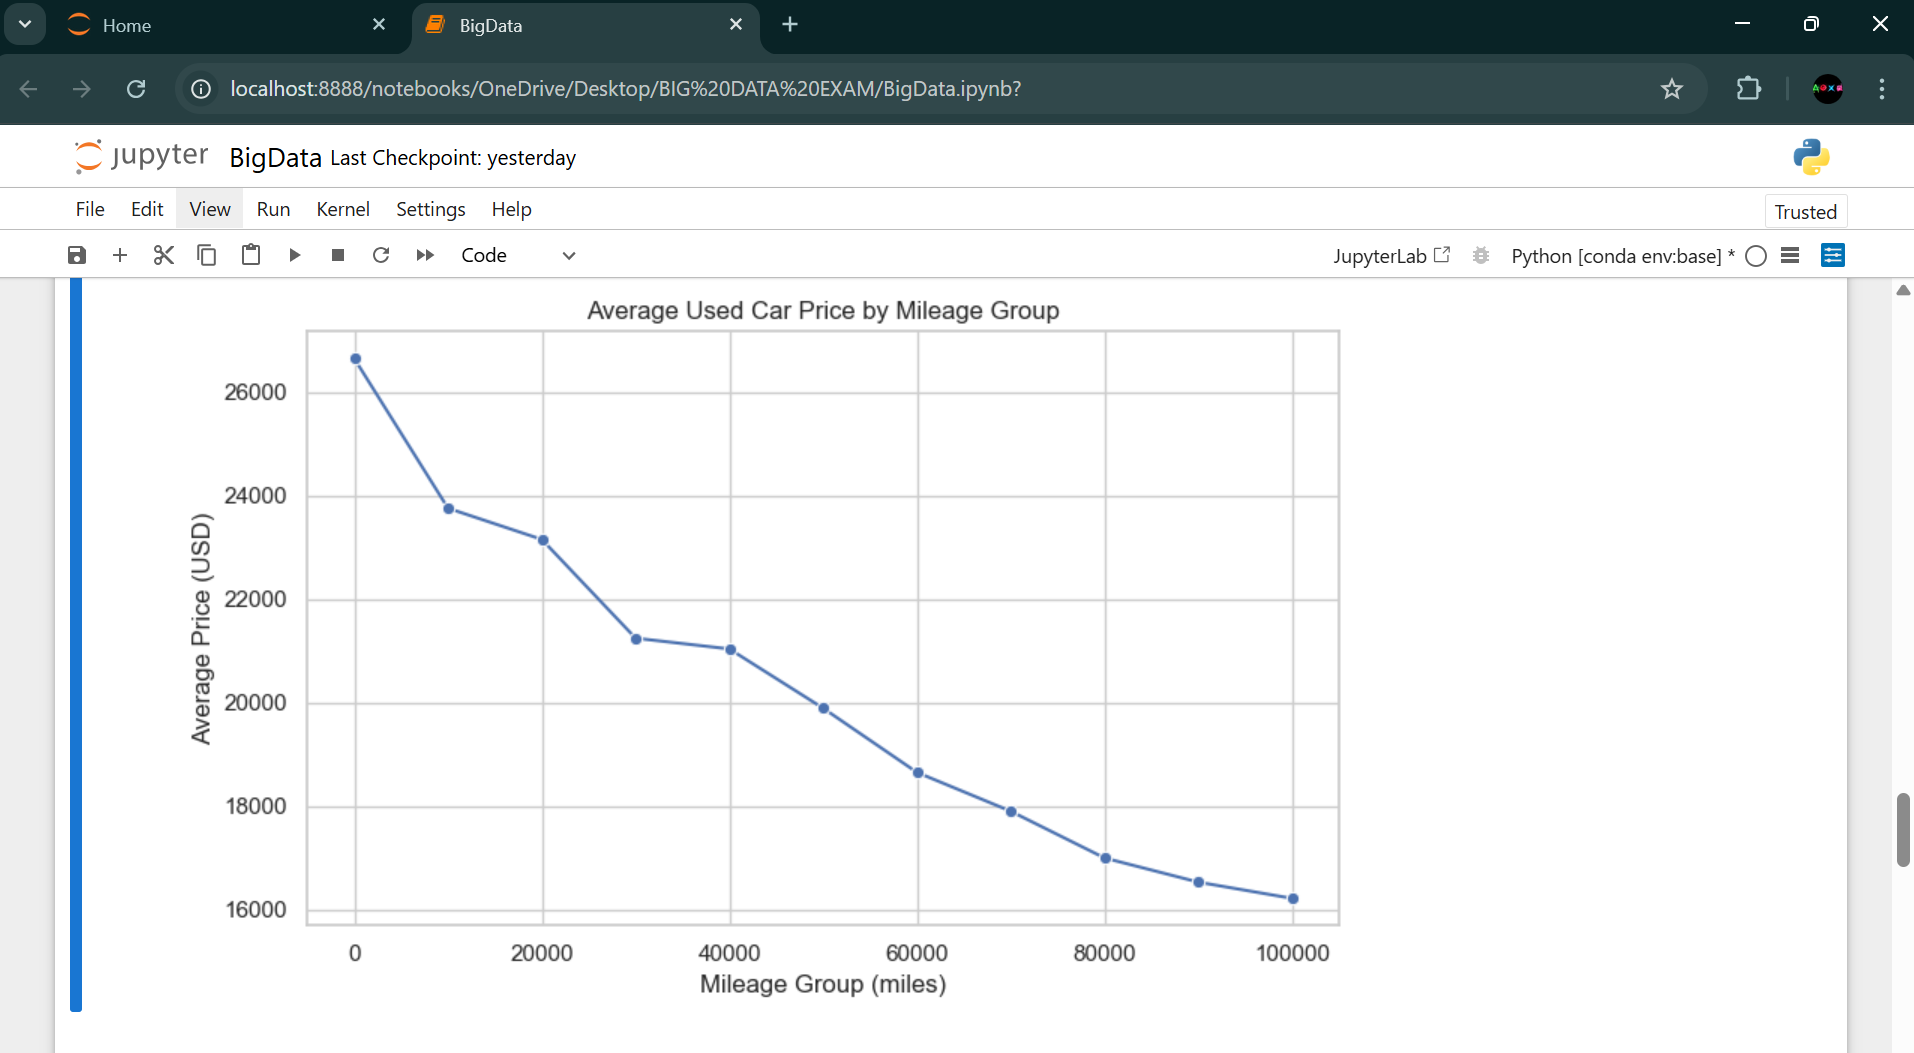 Home
BigData
localhost:8888/notebooks/OneDrive/Desktop/BIG%20DATA%20EXAM/BigData.ipynb?
jupyter BigData Last Checkpoint: yesterday
File Edit View Run Kernel Settings Help
Trusted
Code
JupyterLab
Python [conda env:base] *
Average Used Car Price by Mileage Group
26000
24000
22000
20000
18000
16000
Average Price (USD)
0 20000 40000 60000 80000 100000
Mileage Group (miles)